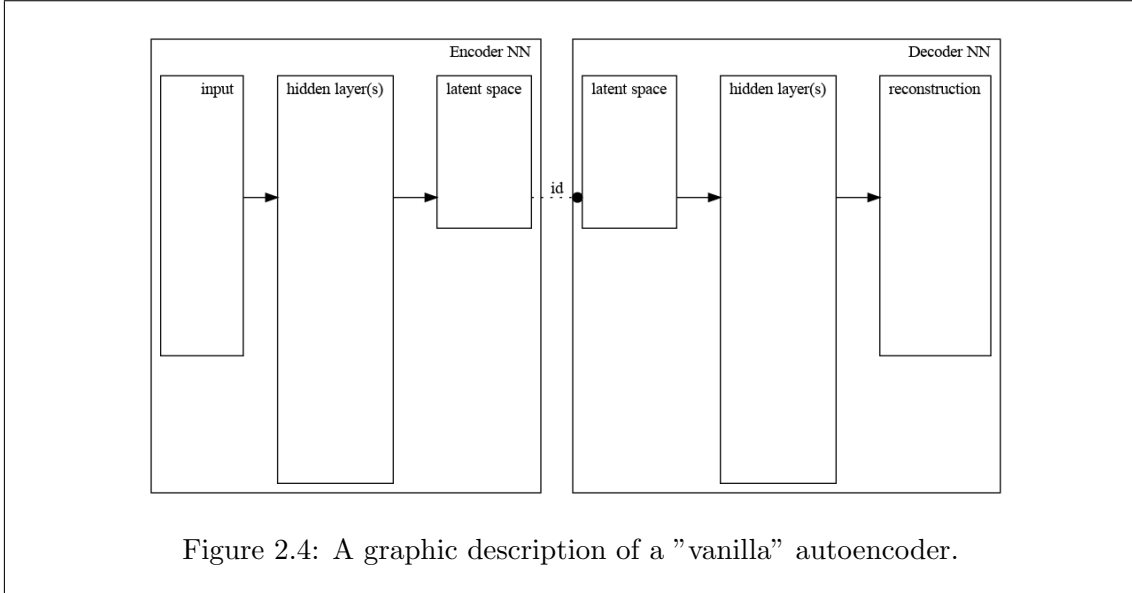 Encoder NN
input
hidden layer(s)
latent space
id
Decoder NN
latent space
hidden layer(s)
reconstruction
Figure 2.4: A graphic description of a ”vanilla” autoencoder.